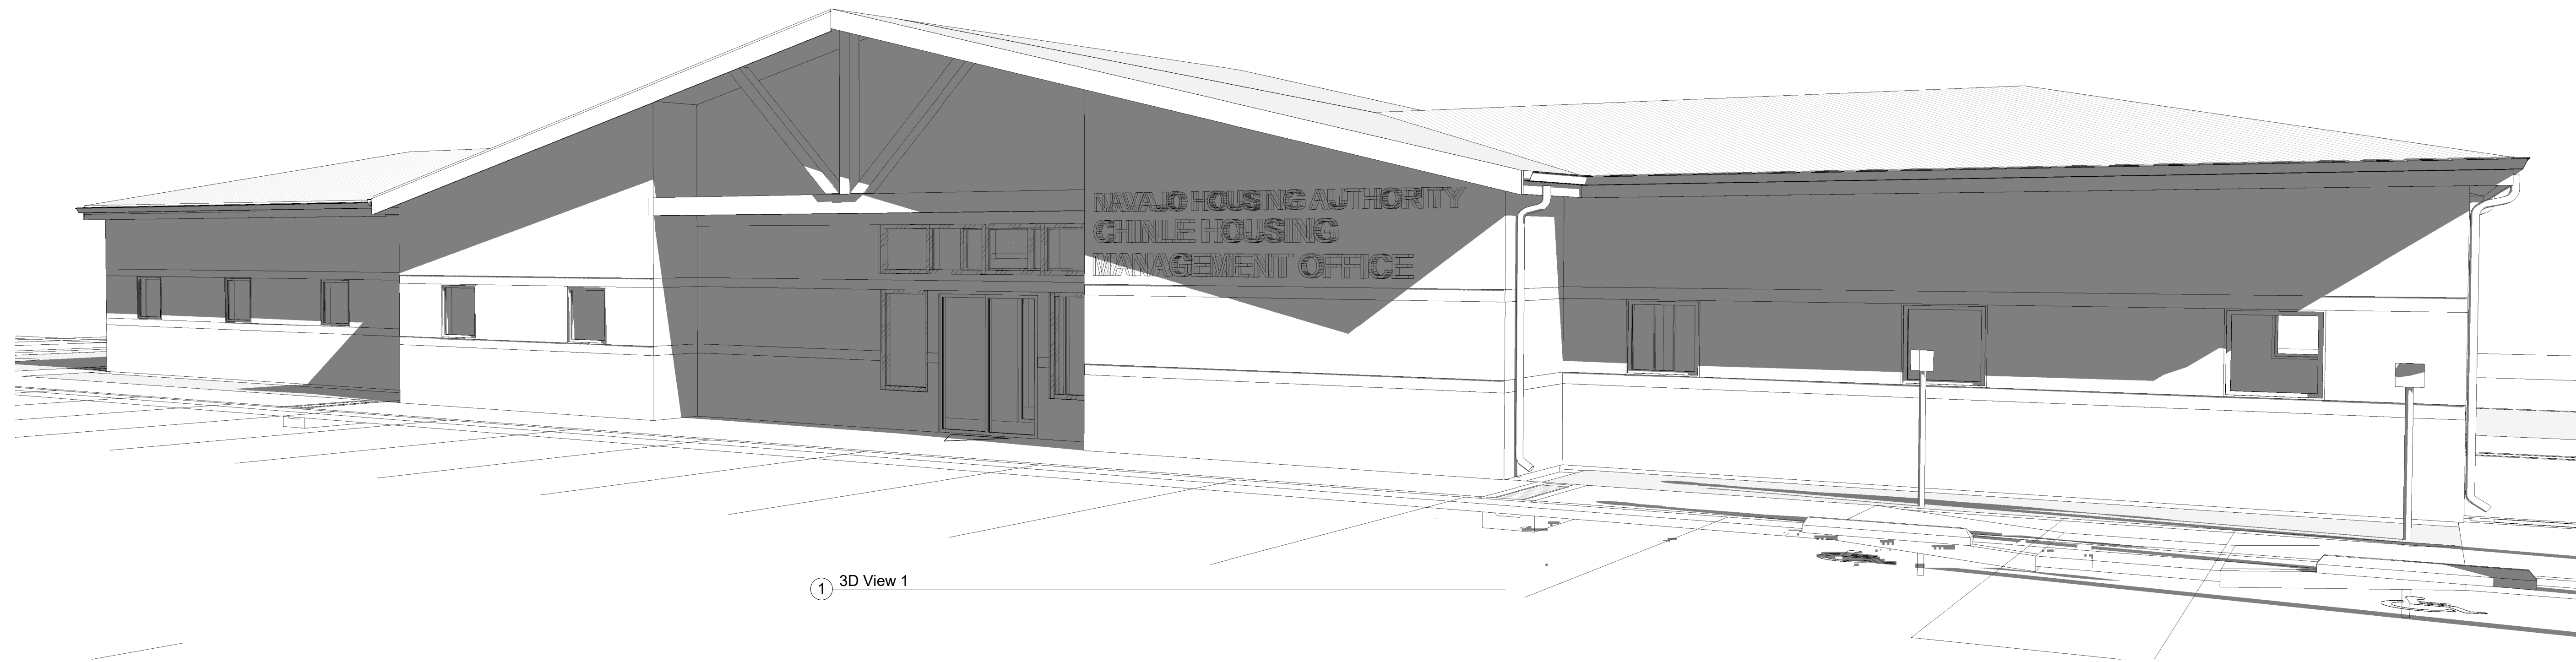 NAVAJO HOUSING AUTHORITY
CHINLE HOUSING
MANAGEMENT OFFICE
1
3D View 1